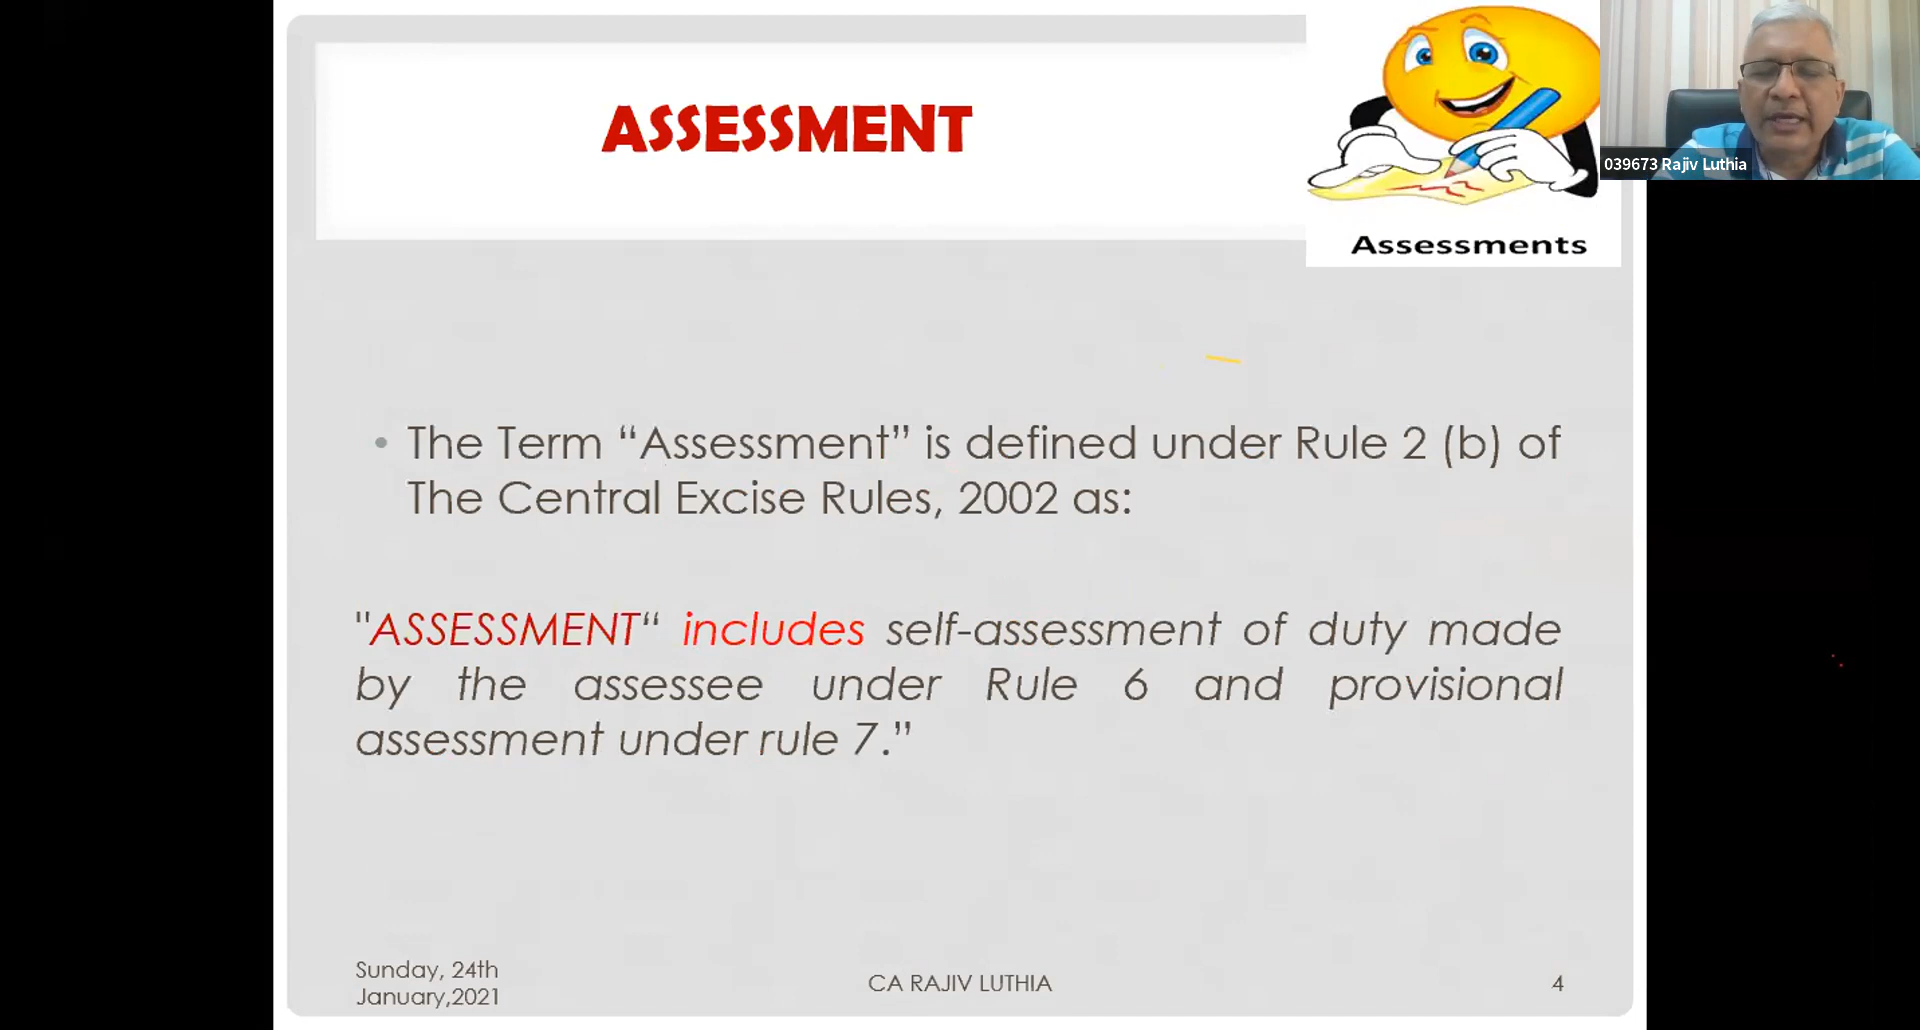 ASSESSMENT
Assessments
039673 Rajiv Luthia
• The Term “Assessment” is defined under Rule 2 (b) of
The Central Excise Rules, 2002 as:
"ASSESSMENT“ includes self-assessment of duty made
by the assessee under Rule 6 and provisional
assessment under rule 7.”
Sunday, 24th
January,2021
CA RAJIV LUTHIA
4